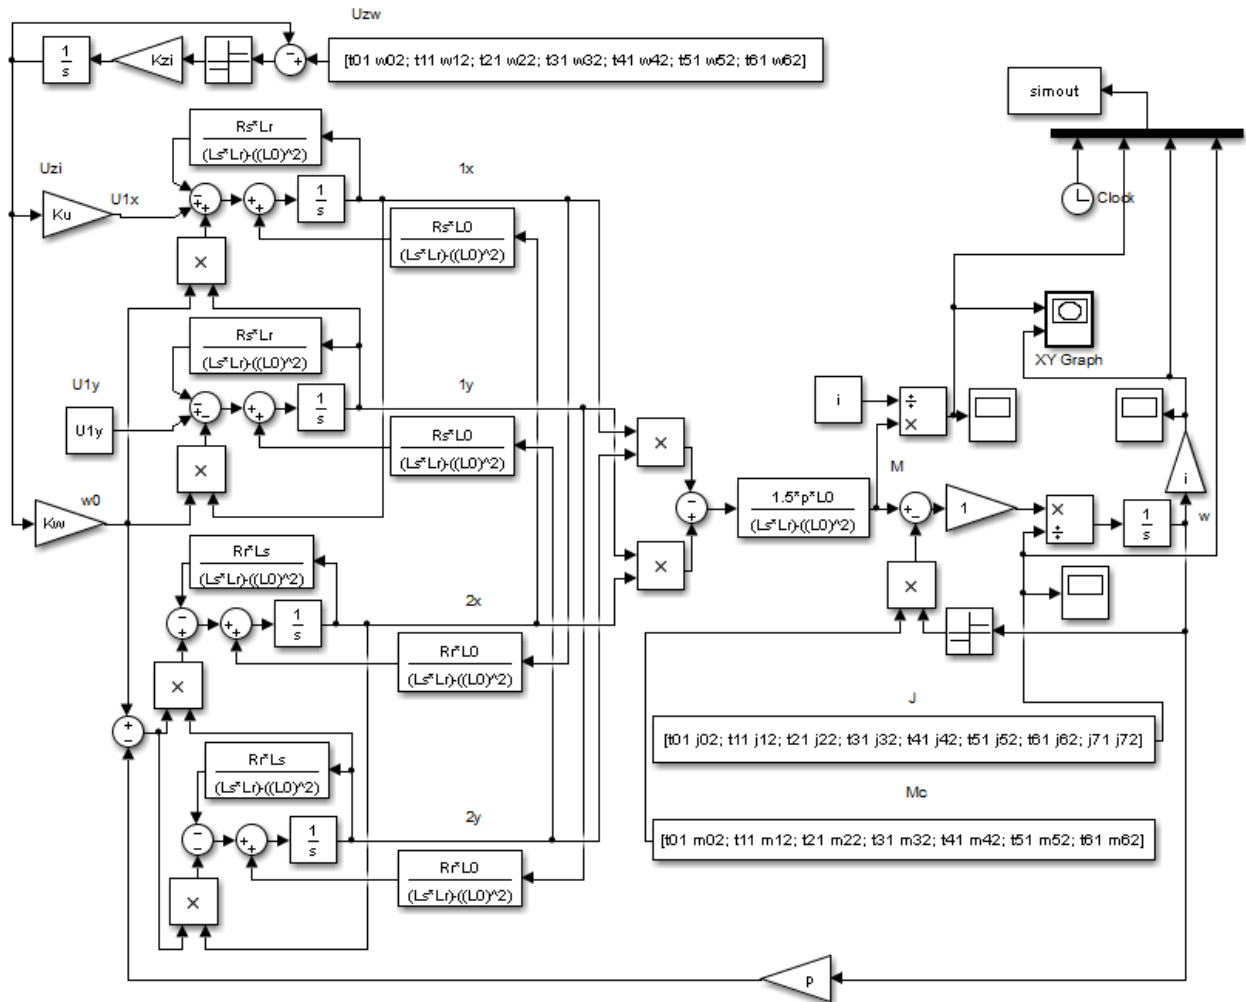 Uzw
1
s
Kzi
[t01 w02; t11 w12; t21 w22; t31 w32; t41 w42; t51 w52; t61 w62]
simout
Rs*Lr
(Ls*Lr)-((L0)^2)
1x
Uzi
U1x
Ku
1
s
Clock
Rs*L0
(Ls*Lr)-((L0)^2)
Rs*Lr
(Ls*Lr)-((L0)^2)
XY Graph
1y
U1y
i
U1y
1
s
Rs*L0
(Ls*Lr)-((L0)^2)
M
i
w0
Kw
1.5*p*L0
(Ls*Lr)-((L0)^2)
1
1
s
w
Rr*Ls
(Ls*Lr)-((L0)^2)
2x
1
s
Rr*L0
(Ls*Lr)-((L0)^2)
J
[t01 j02; t11 j12; t21 j22; t31 j32; t41 j42; t51 j52; t61 j62; j71 j72]
Rr*Ls
(Ls*Lr)-((L0)^2)
Mc
2y
1
s
[t01 m02; t11 m12; t21 m22; t31 m32; t41 m42; t51 m52; t61 m62]
Rr*L0
(Ls*Lr)-((L0)^2)
p